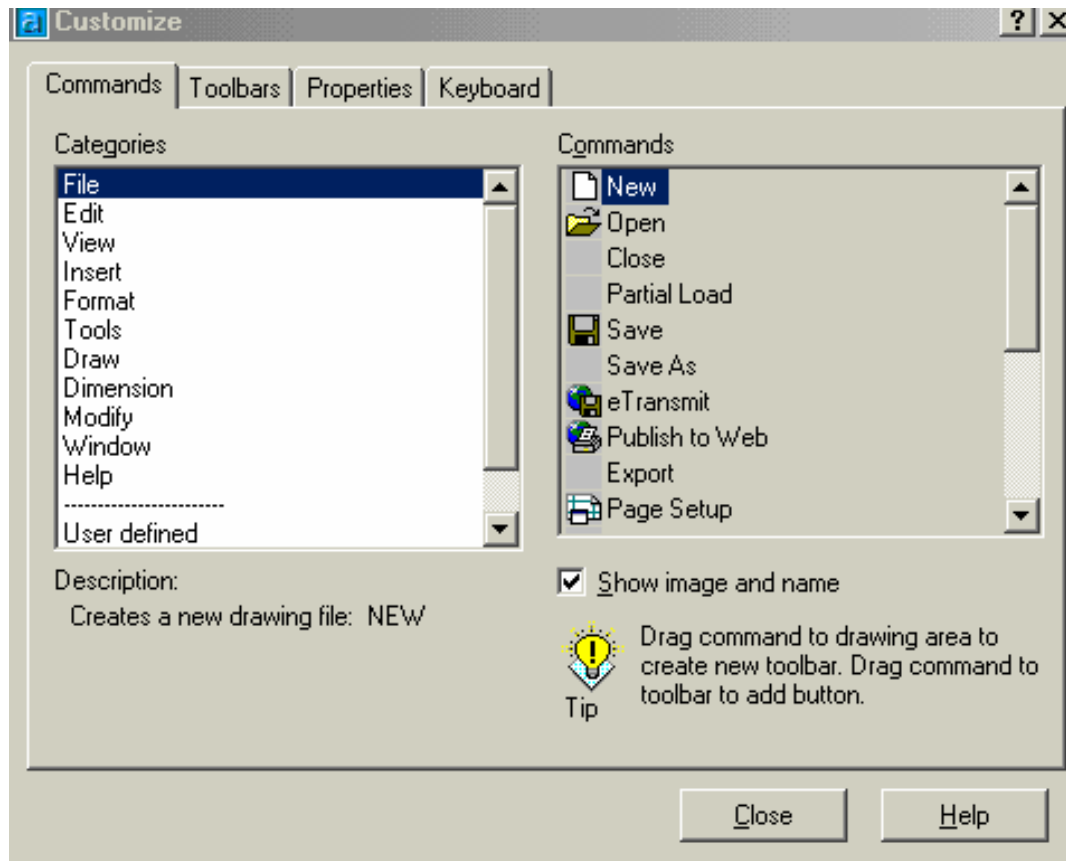 Customize
Commands Toolbars Properties Keyboard
Categories
File
Edit
View
Insert
Format
Tools
Draw
Dimension
Modify
Window
Help
-----------------------
User defined
Description:
Creates a new drawing file: NEW
Commands
New
Open
Close
Partial Load
Save
Save As
eTransmit
Publish to Web
Export
Page Setup
Show image and name
Tip
Drag command to drawing area to
create new toolbar. Drag command to
toolbar to add button.
Close Help